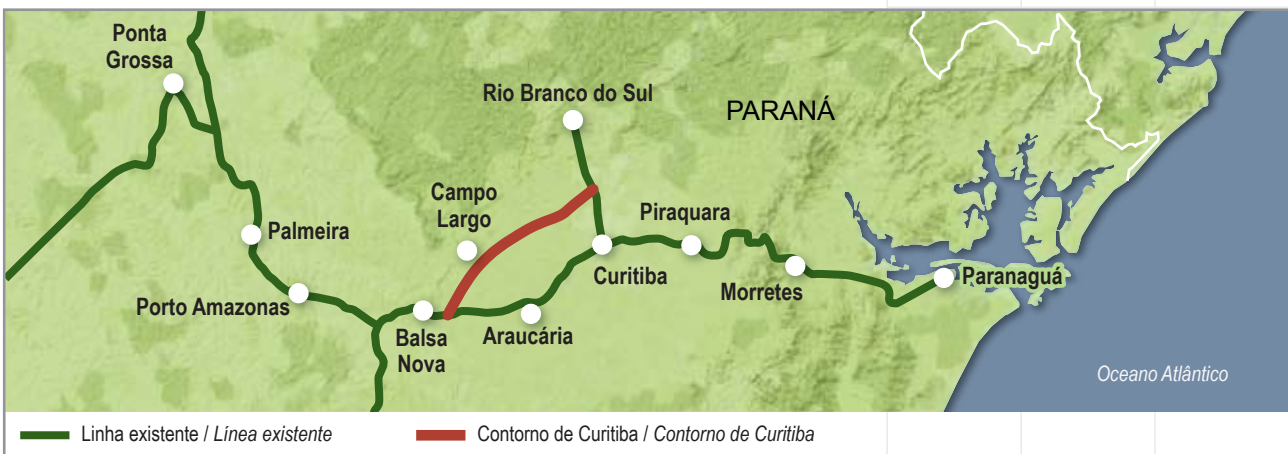 Ponta
Grossa
Rio Branco do Sul
PARANÁ
Campo
Largo
Piraquara
Palmeira
Curitiba
Morretes
Paranaguá
Porto Amazonas
Balsa
Nova
Araucária
Oceano Atlântico
Linha existente / Línea existente
Contorno de Curitiba / Contorno de Curitiba